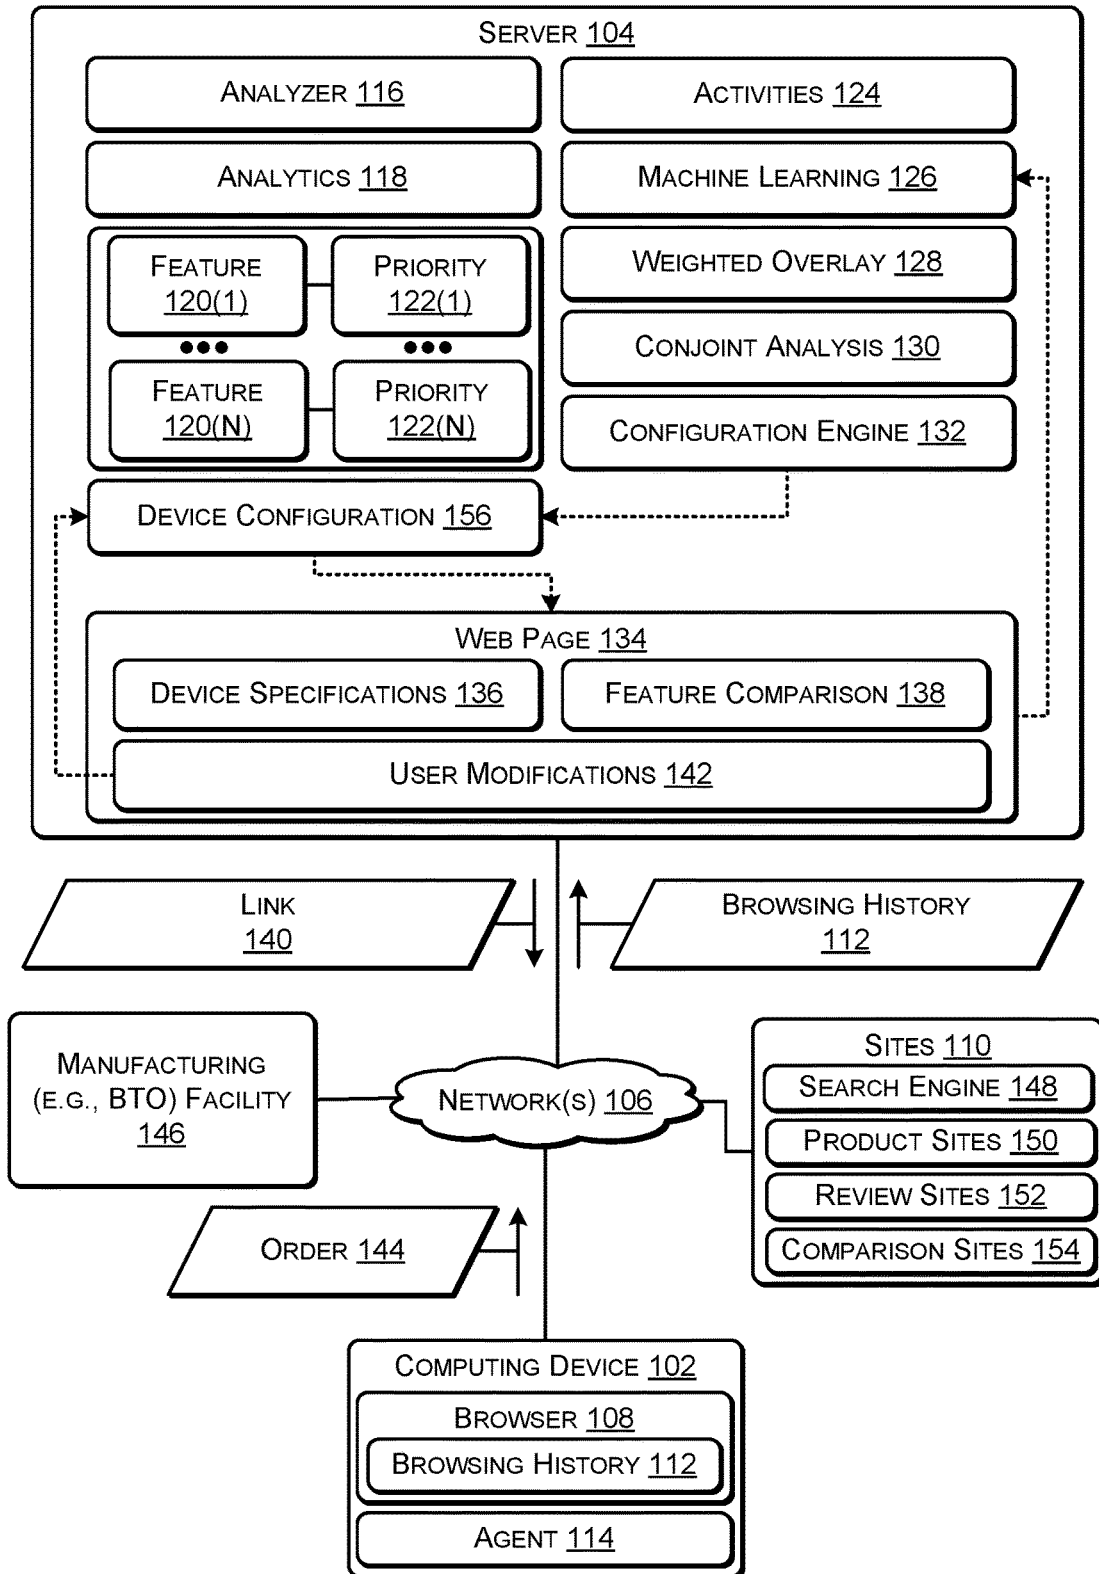 SERVER 104
ANALYZER 116
ACTIVITIES 124
ANALYTICS 118
MACHINE LEARNING 126
FEATURE
120(1)
PRIORITY
122(1)
WEIGHTED OVERLAY 128
CONJOINT ANALYSIS 130
FEATURE
120(N)
PRIORITY
122(N)
CONFIGURATION ENGINE 132
DEVICE CONFIGURATION 156
WEB PAGE 134
DEVICE SPECIFICATIONS 136
FEATURE COMPARISON 138
USER MODIFICATIONS 142
LINK
140
BROWSING HISTORY
112
MANUFACTURING
(E.G., BTO) FACILITY
146
NETWORK(S) 106
SITES 110
SEARCH ENGINE 148
PRODUCT SITES 150
REVIEW SITES 152
COMPARISON SITES 154
ORDER 144
COMPUTING DEVICE 102
BROWSER 108
BROWSING HISTORY 112
AGENT 114